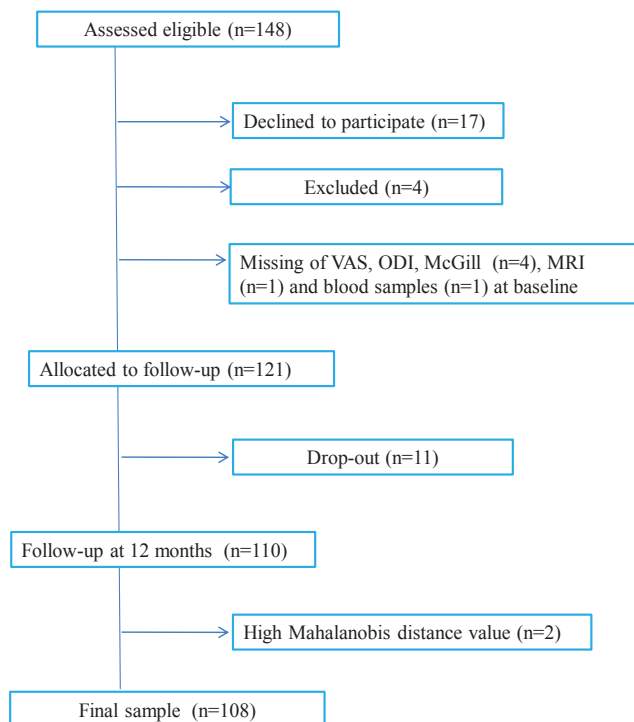 Assessed eligible (n=148)
Declined to participate (n=17)
Excluded (n=4)
Missing of VAS, ODI, McGill (n=4), MRI
(n=1) and blood samples (n=1) at baseline
Allocated to follow-up (n=121)
Drop-out (n=11)
Follow-up at 12 months (n=110)
High Mahalanobis distance value (n=2)
Final sample (n=108)